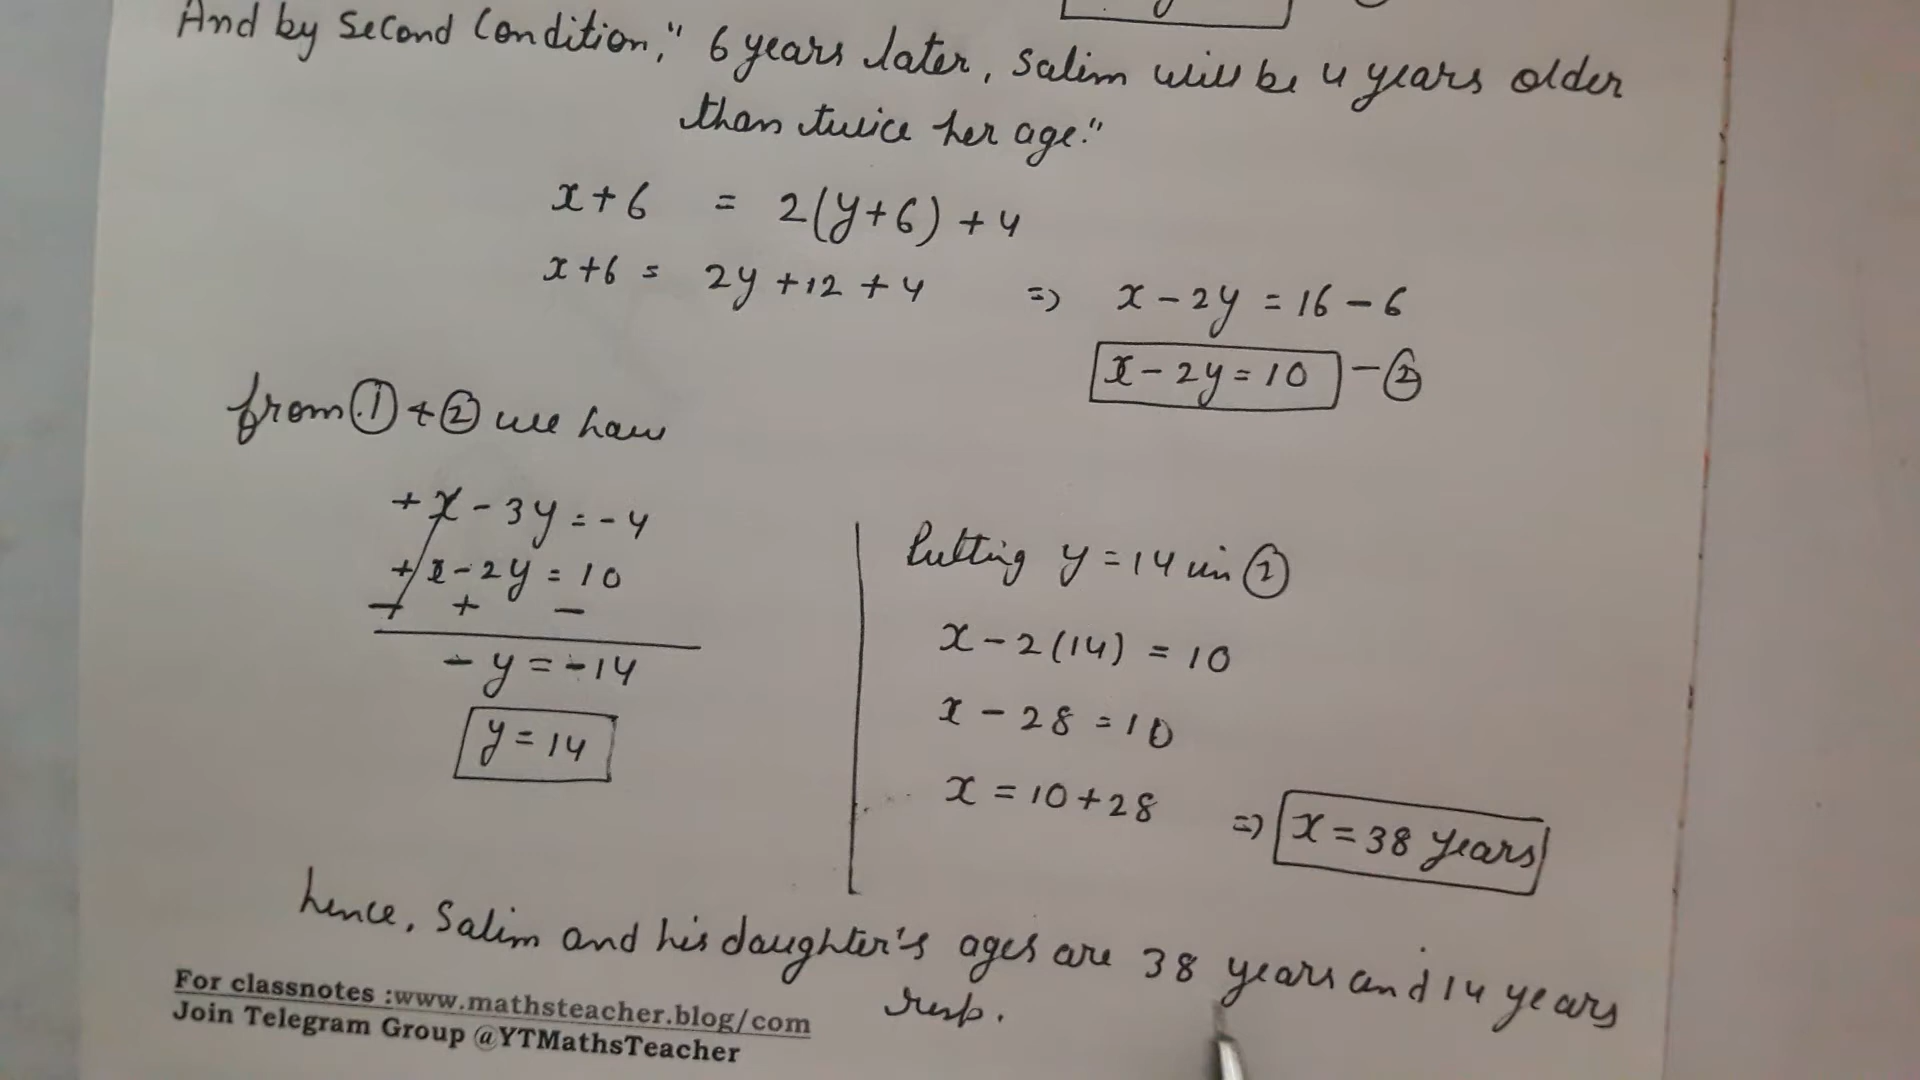 And by Second Condition," 6 years later, Salim will be 4 years older
than twice her age."
x+6 = 2(y+6)+4
x+6 = 2y+12+4 => x-2y=16-6
x-2y=10 -②
from ① + ② we have
+x-3y=-4
+x-2y=10
- + -
-y=-14
y=14
Putting y=14 in ②
x-2(14)=10
x-28=10
x=10+28 => x=38 years
hence, Salim and his daughter's ages are 38 years and 14 years
resp.
For classnotes :www.mathsteacher.blog/com
Join Telegram Group @YTMathsTeacher